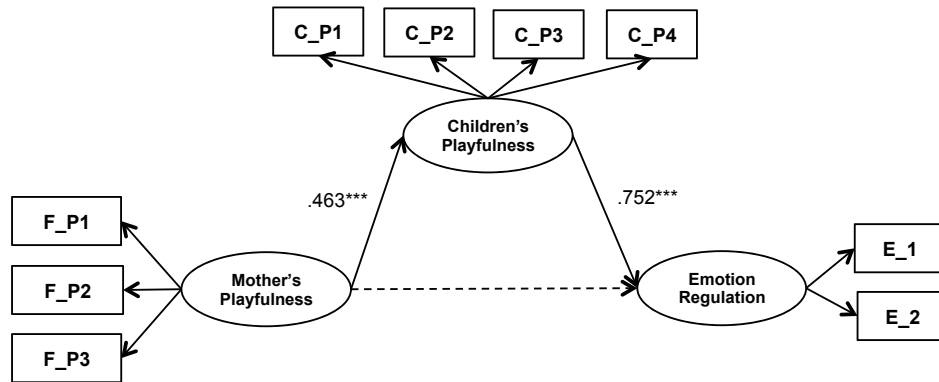 C_P1
C_P2
C_P3
C_P4
Children's
Playfulness
.463***
.752***
F_P1
F_P2
F_P3
Mother's
Playfulness
Emotion
Regulation
E_1
E_2